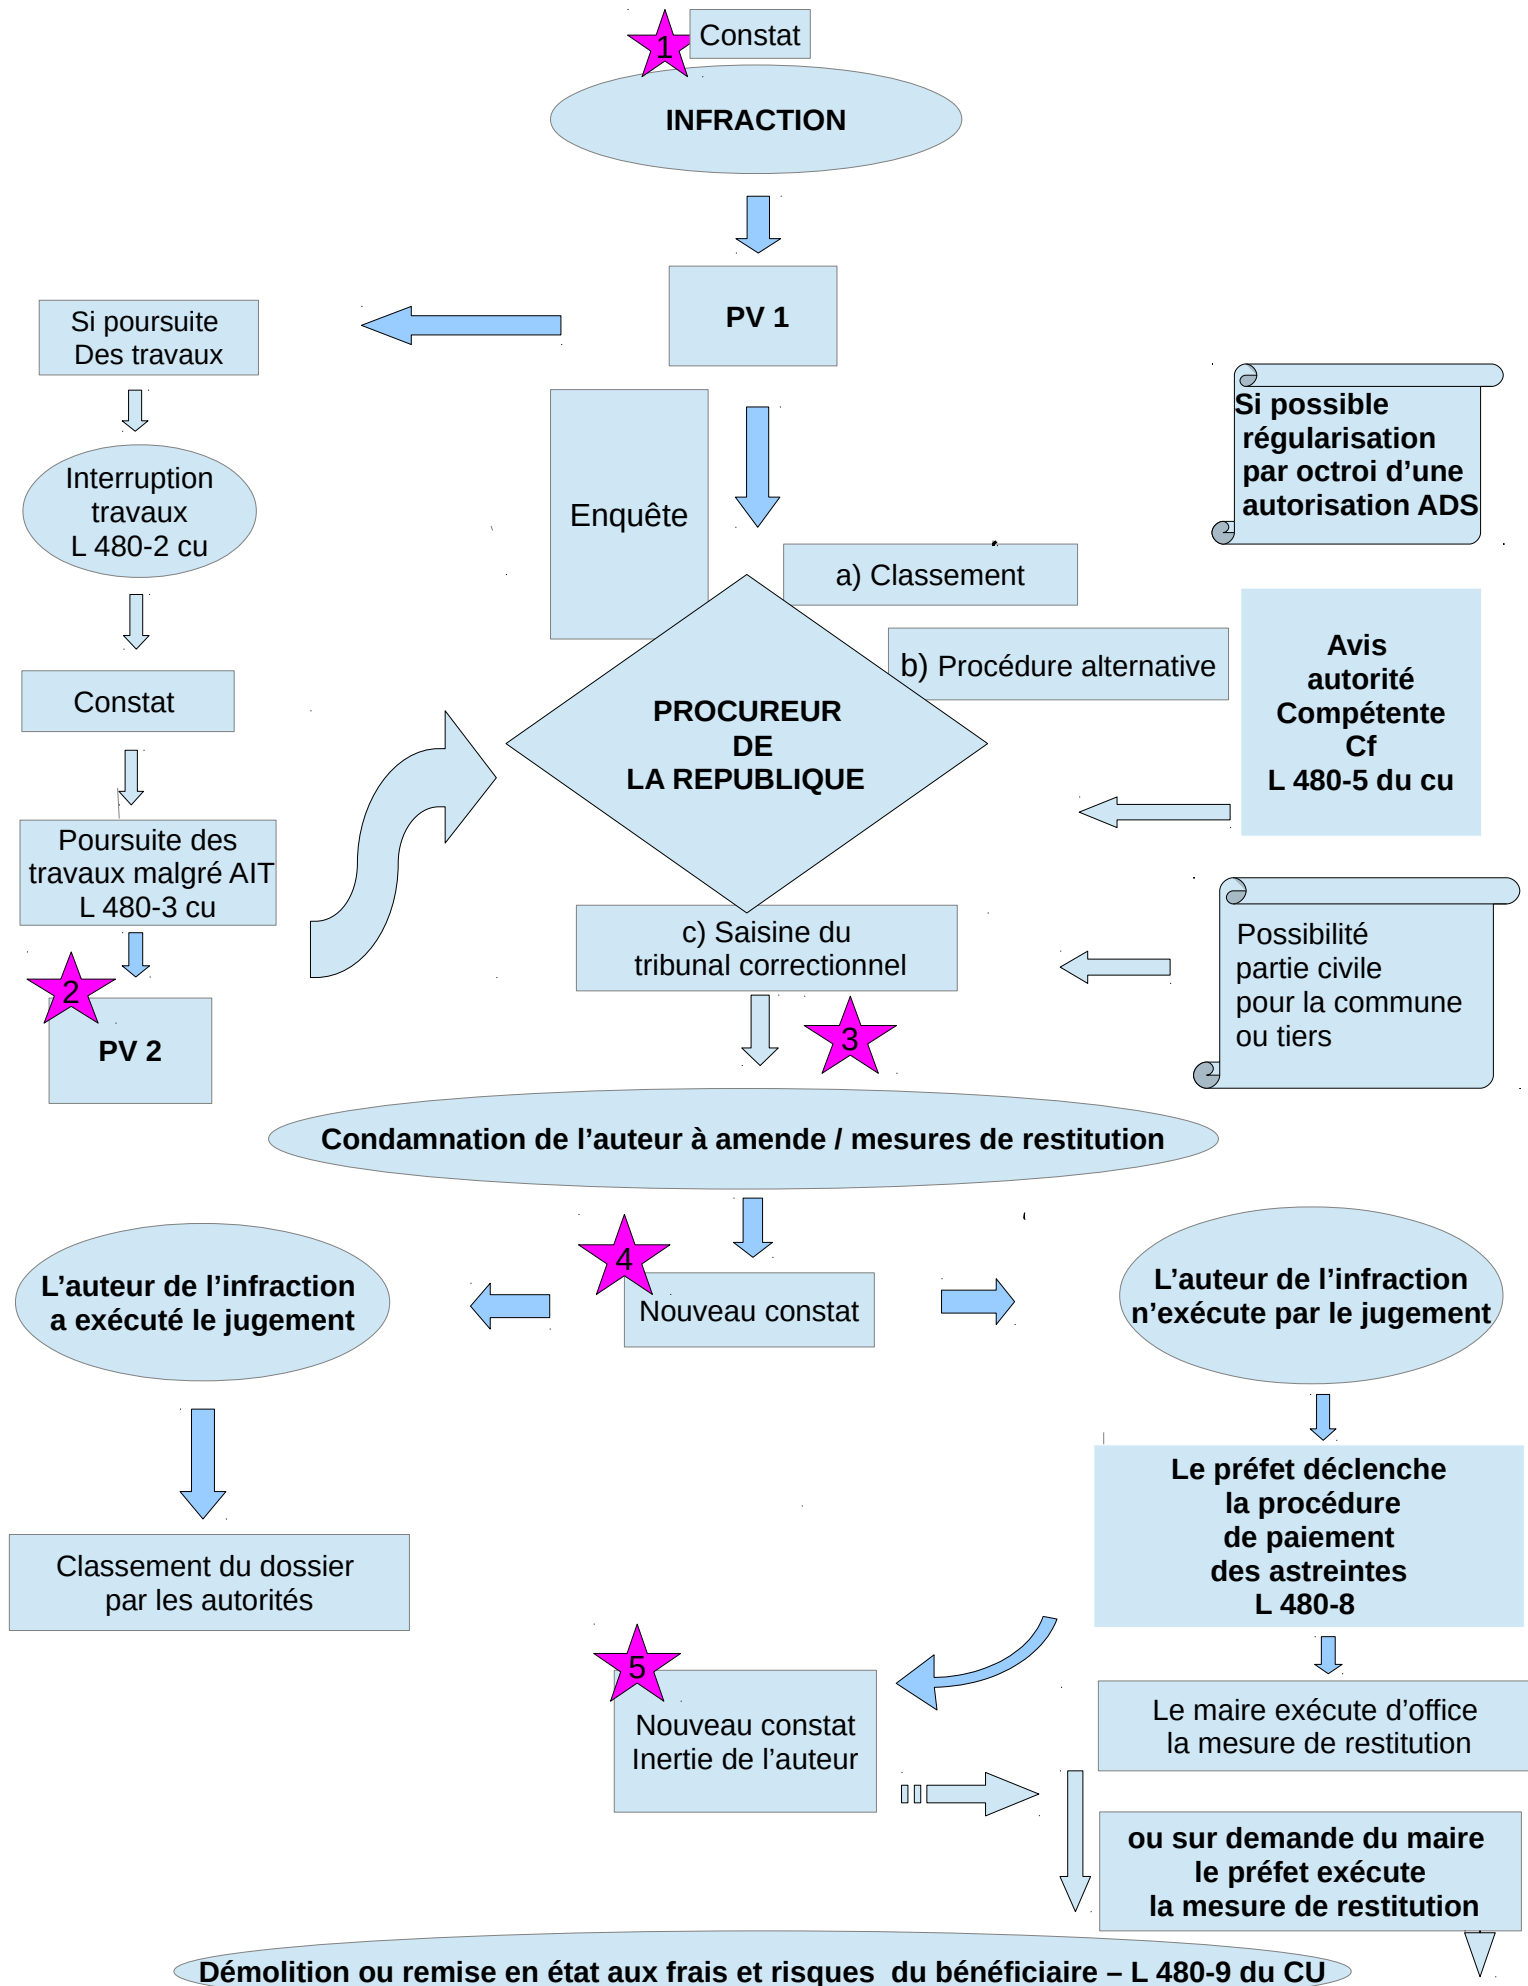 1
Constat
INFRACTION
PV 1
Si poursuite
Des travaux
Interruption
travaux
L 480-2 cu
Constat
Poursuite des
travaux malgré AIT
L 480-3 cu
2
PV 2
Enquête
Si possible
régularisation
par octroi d’une
autorisation ADS
a) Classement
b) Procédure alternative
PROCUREUR
DE
LA REPUBLIQUE
Avis
autorité
Compétente
Cf
L 480-5 du cu
c) Saisine du
tribunal correctionnel
Possibilité
partie civile
pour la commune
ou tiers
3
Condamnation de l’auteur à amende / mesures de restitution
4
Nouveau constat
L’auteur de l’infraction
a exécuté le jugement
L’auteur de l’infraction
n’exécute par le jugement
Classement du dossier
par les autorités
Le préfet déclenche
la procédure
de paiement
des astreintes
L 480-8
5
Nouveau constat
Inertie de l’auteur
Le maire exécute d’office
la mesure de restitution
ou sur demande du maire
le préfet exécute
la mesure de restitution
Démolition ou remise en état aux frais et risques du bénéficiaire – L 480-9 du CU